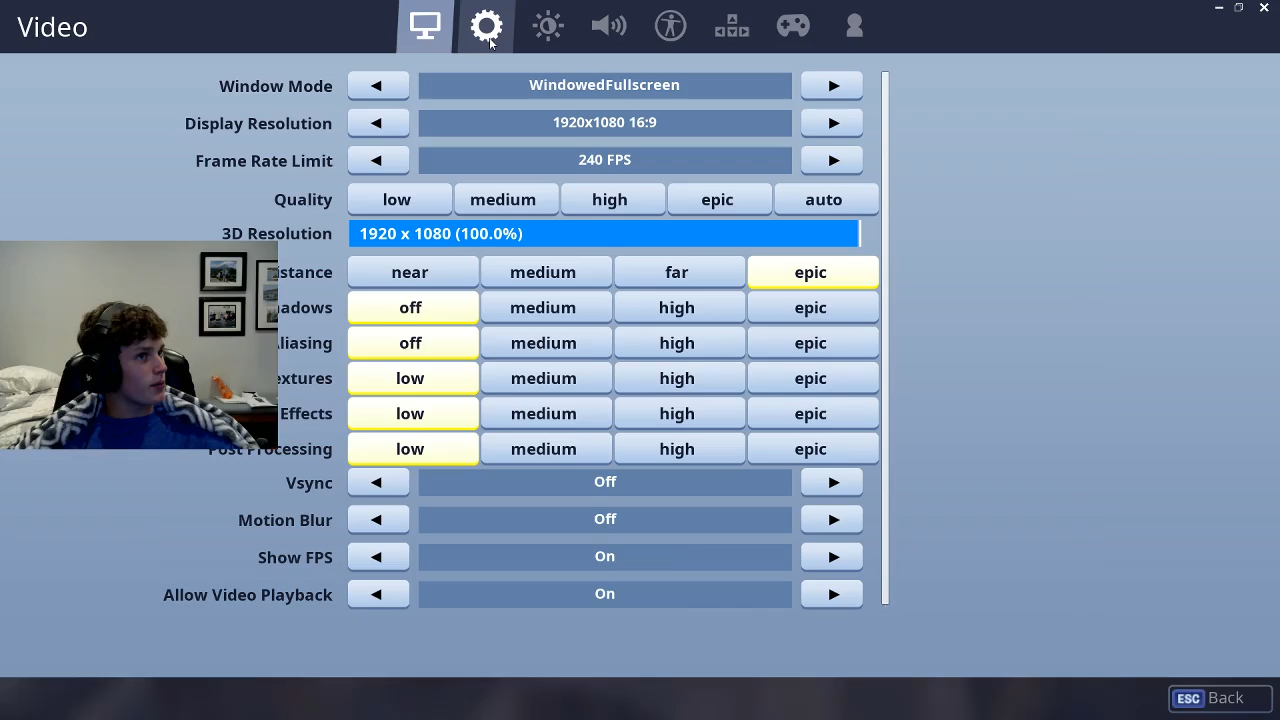 Video
Window Mode ◀ WindowedFullscreen ▶
Display Resolution ◀ 1920x1080 16:9 ▶
Frame Rate Limit ◀ 240 FPS ▶
Quality low medium high epic auto
3D Resolution 1920 x 1080 (100.0%)
istance near medium far epic
adows off medium high epic
Aliasing off medium high epic
extures low medium high epic
Effects low medium high epic
Post Processing low medium high epic
Vsync ◀ Off ▶
Motion Blur ◀ Off ▶
Show FPS ◀ On ▶
Allow Video Playback ◀ On ▶
ESC Back